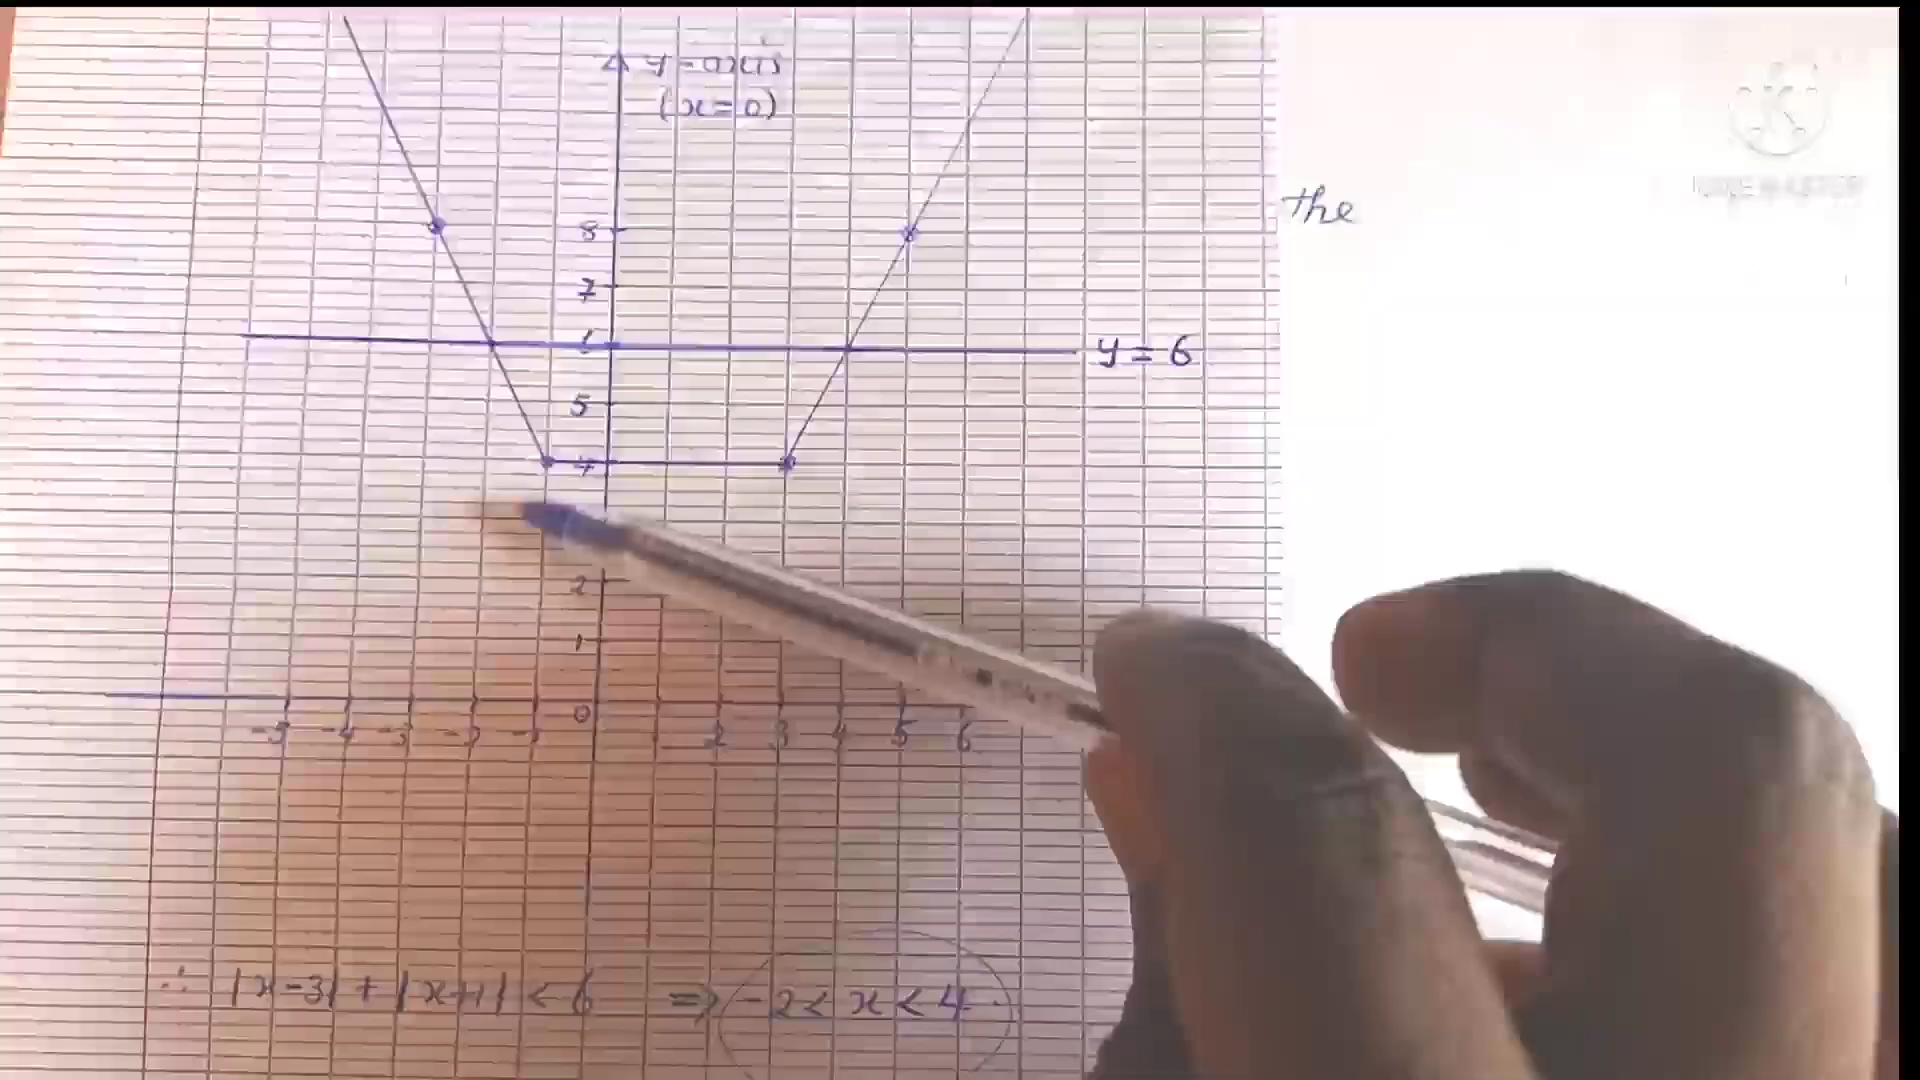 y-axis
(x=0)
the
8
7
6
y = 6
5
4
2
1
0
-5 -4 -3 -2 -1 2 3 4 5 6
∴ |x-3| + |x+1| < 6 => -2 < x < 4
KINEMASTER